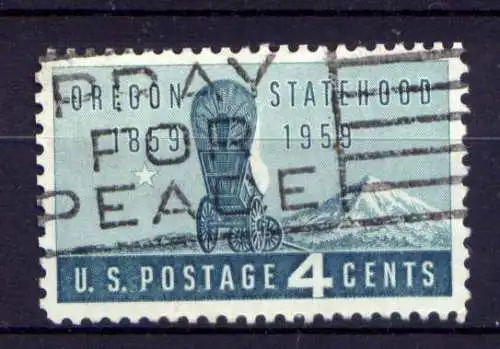 PRAY
OREGON STATEHOOD
FOR
1859 1959
PEACE
U.S. POSTAGE 4 CENTS